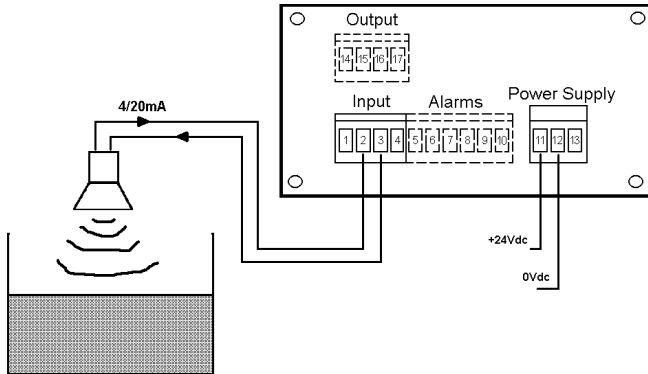 Output
14 15 16 17
4/20mA
Input Alarms Power Supply
1 2 3 4 5 6 7 8 9 10 11 12 13
+24Vdc
0Vdc